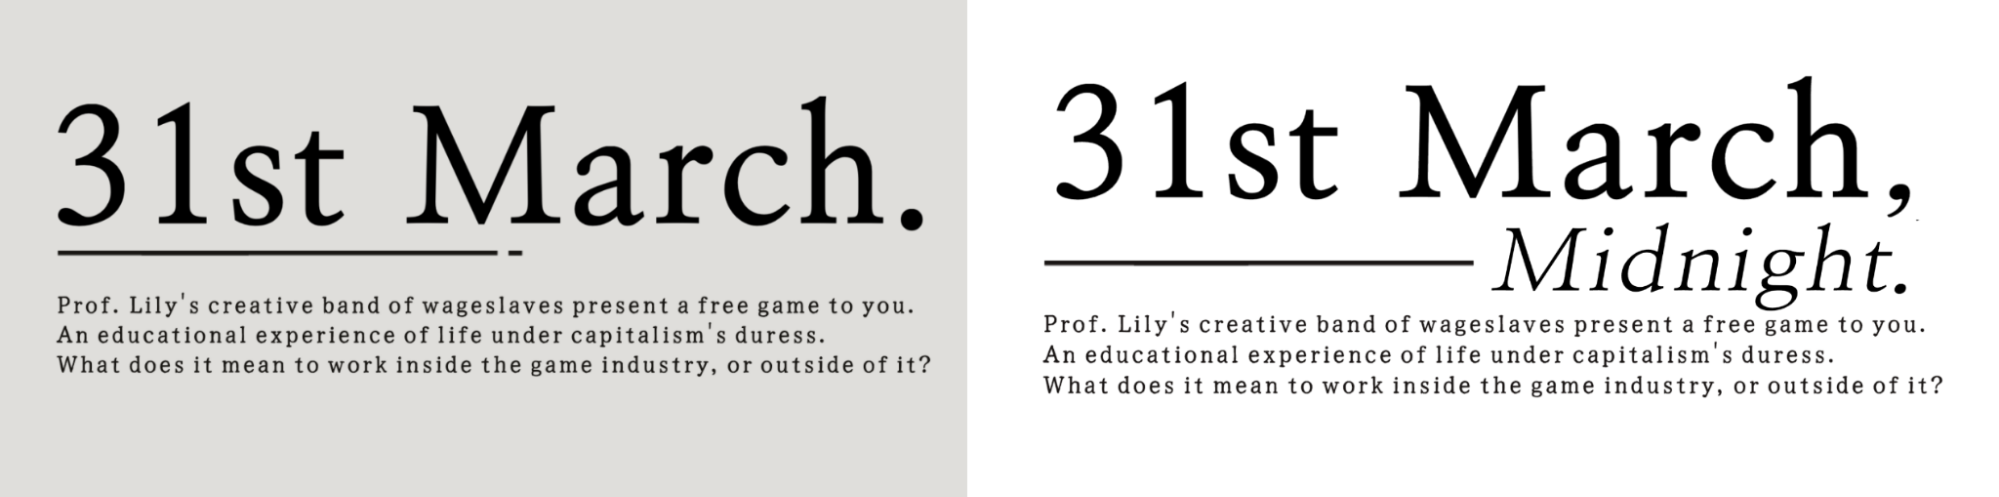 31st March.
Prof. Lily's creative band of wageslaves present a free game to you.
An educational experience of life under capitalism's duress.
What does it mean to work inside the game industry, or outside of it?
31st March,
Midnight.
Prof. Lily's creative band of wageslaves present a free game to you.
An educational experience of life under capitalism's duress.
What does it mean to work inside the game industry, or outside of it?